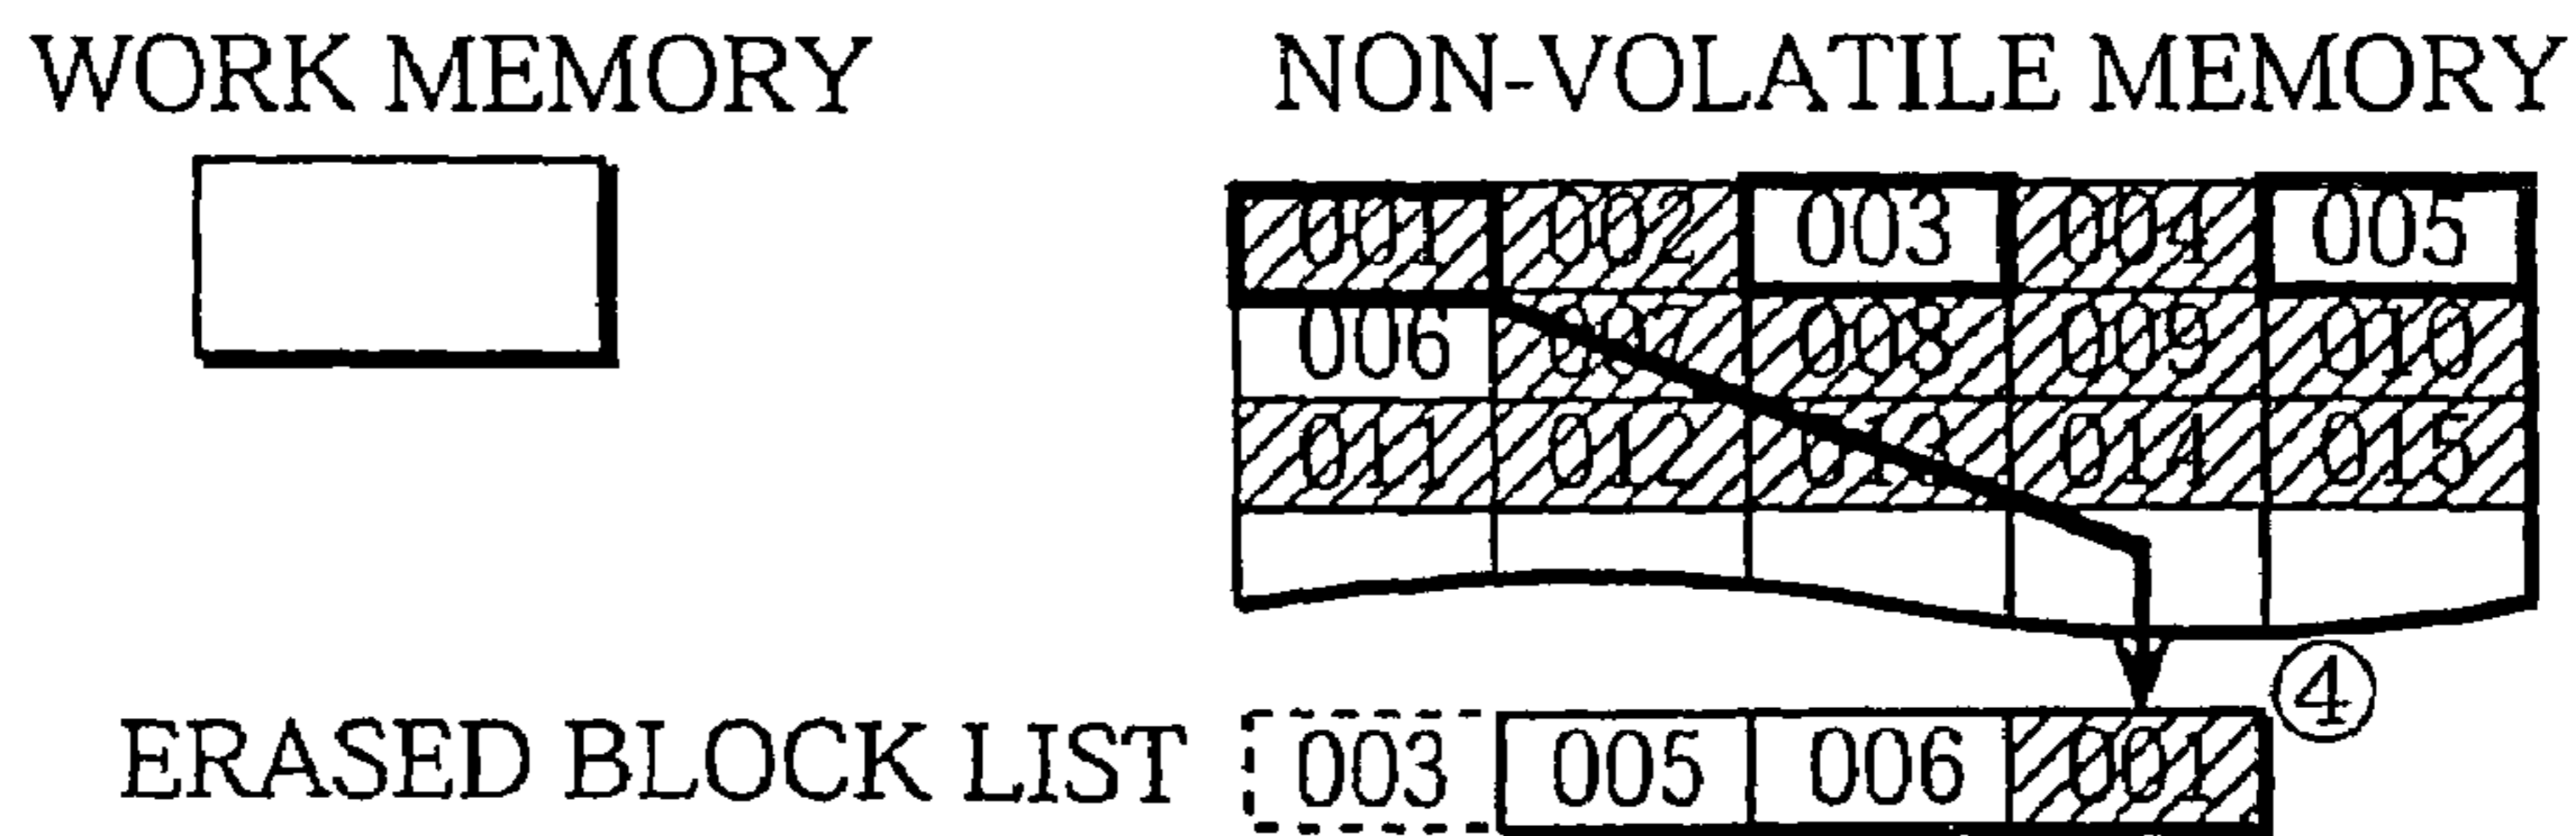 WORK MEMORY
NON-VOLATILE MEMORY
001 002 003 004 005
006 007 008 009 010
011 012 013 014 015
④
ERASED BLOCK LIST 003 005 006 001